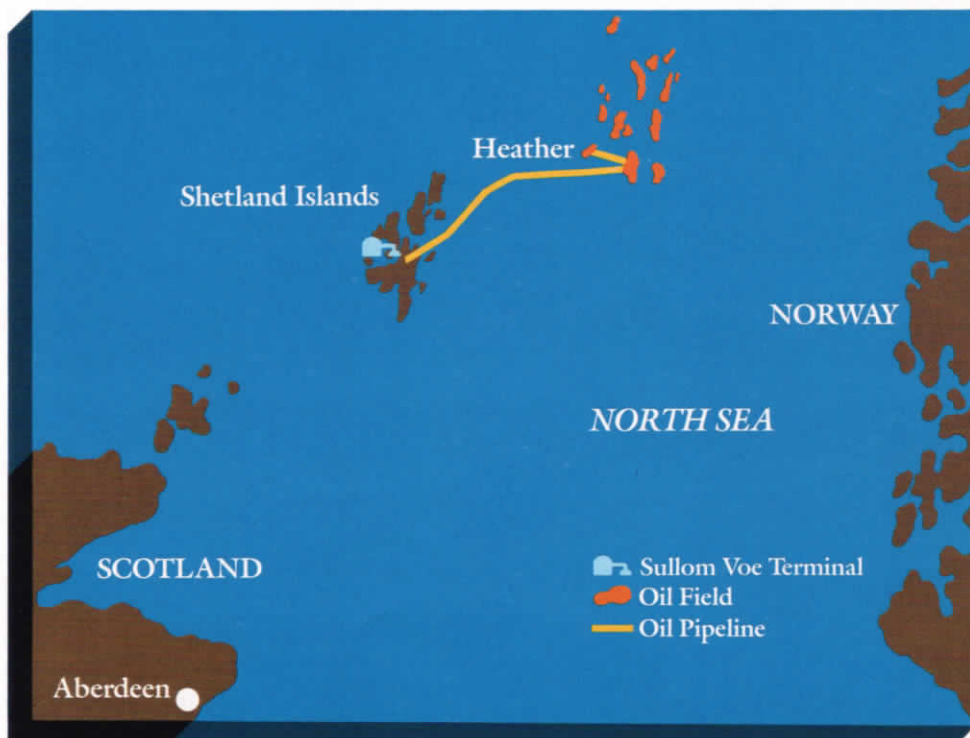 Heather
Shetland Islands
NORWAY
NORTH SEA
SCOTLAND
Sullom Voe Terminal
Oil Field
Oil Pipeline
Aberdeen